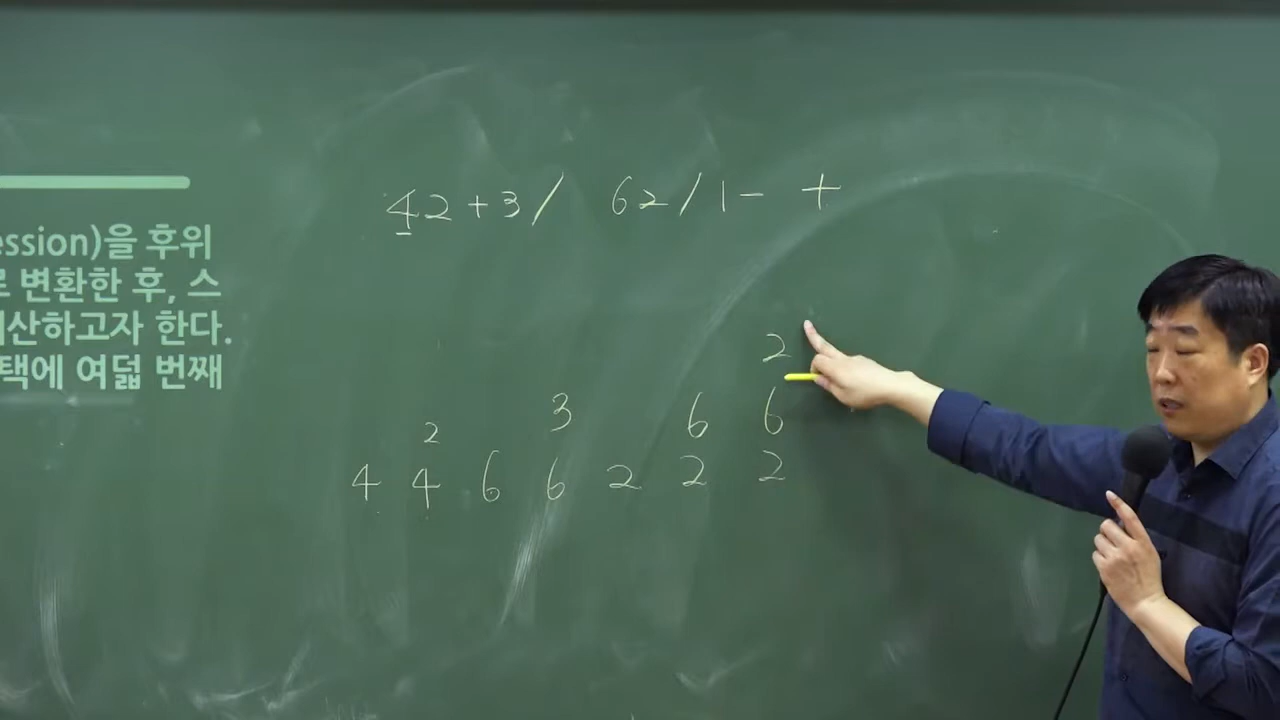 ession)을 후위
로 변환한 후, 스
산하고자 한다.
택에 여덟 번째
42+3/ 62/1- +
2
2 3 6 6
4 4 6 6 2 2 2